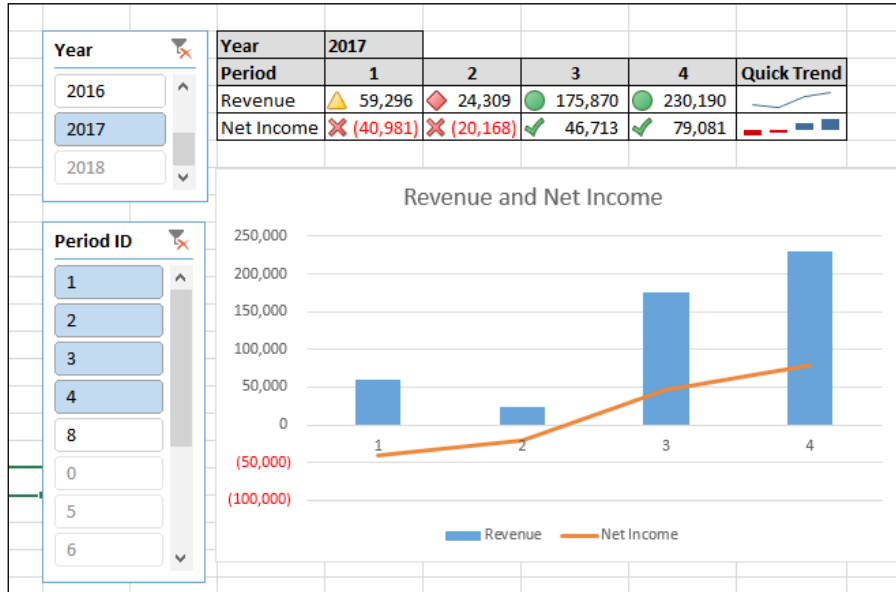 Year
2016
2017
2018
Period ID
1
2
3
4
8
0
5
6
Year 2017
Period 1 2 3 4 Quick Trend
Revenue 59,296 24,309 175,870 230,190
Net Income (40,981) (20,168) 46,713 79,081
Revenue and Net Income
250,000
200,000
150,000
100,000
50,000
0
(50,000)
(100,000)
1 2 3 4
Revenue Net Income